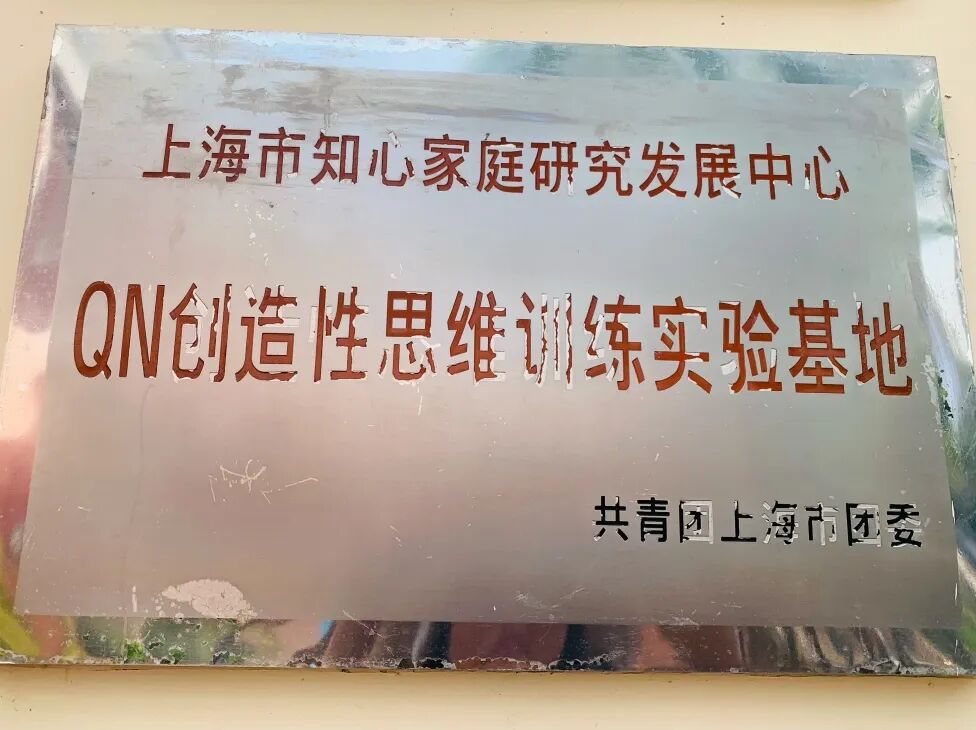 上海市知心家庭研究发展中心
QN创造性思维训练实验基地
共青团上海市团委